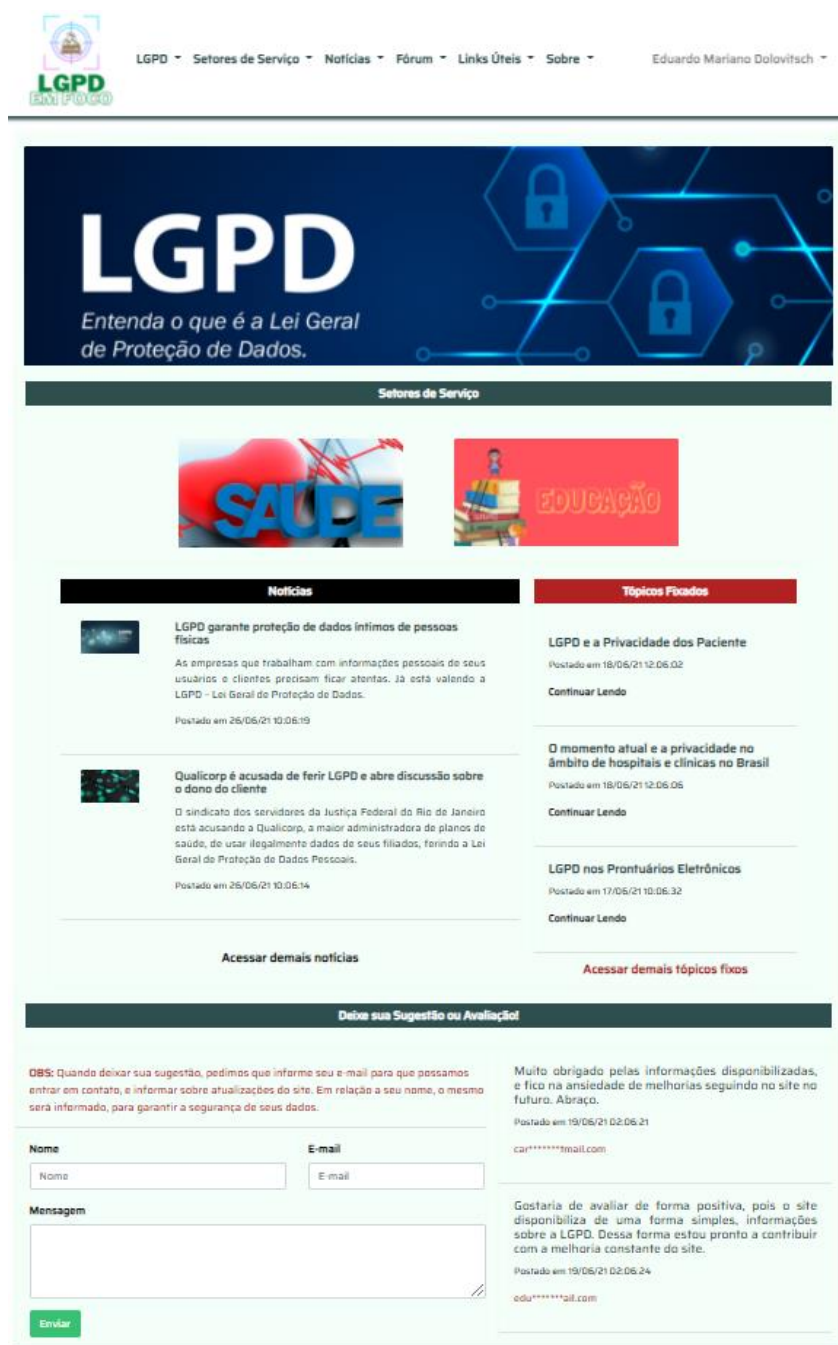 LGPD
EM FOCO
LGPD Setores de Serviço Notícias Fórum Links Úteis Sobre Eduardo Mariano Dolovitsch
LGPD
Entenda o que é a Lei Geral
de Proteção de Dados.
Setores de Serviço
SAÚDE
EDUCAÇÃO
Notícias
LGPD garante proteção de dados íntimos de pessoas
físicas
As empresas que trabalham com informações pessoais de seus
usuários e clientes precisam ficar atentas. Já está valendo a
LGPD – Lei Geral de Proteção de Dados.
Postado em 26/06/21 10:06:19
Qualicorp é acusada de ferir LGPD e abre discussão sobre
o dono do cliente
O sindicato dos servidores da Justiça Federal do Rio de Janeiro
está acusando a Qualicorp, a maior administradora de planos de
saúde, de usar ilegalmente dados de seus filiados, ferindo a Lei
Geral de Proteção de Dados Pessoais.
Postado em 26/06/21 10:06:14
Acessar demais notícias
Tópicos Fixados
LGPD e a Privacidade dos Paciente
Postado em 18/06/21 12:06:02
Continuar Lendo
O momento atual e a privacidade no
âmbito de hospitais e clínicas no Brasil
Postado em 18/06/21 12:06:06
Continuar Lendo
LGPD nos Prontuários Eletrônicos
Postado em 17/06/21 10:06:32
Continuar Lendo
Acessar demais tópicos fixos
Deixe sua Sugestão ou Avaliação!
OBS: Quando deixar sua sugestão, pedimos que informe seu e-mail para que possamos
entrar em contato, e informar sobre atualizações do site. Em relação a seu nome, o mesmo
será informado, para garantir a segurança de seus dados.
Nome E-mail
Nome E-mail
Mensagem
Enviar
Muito obrigado pelas informações disponibilizadas,
e fico na ansiedade de melhorias seguindo no site no
futuro. Abraço.
Postado em 19/06/21 02:06:21
car*******tmail.com
Gostaria de avaliar de forma positiva, pois o site
disponibiliza de uma forma simples, informações
sobre a LGPD. Dessa forma estou pronto a contribuir
com a melhoria constante do site.
Postado em 19/06/21 02:06:24
edu*******ail.com